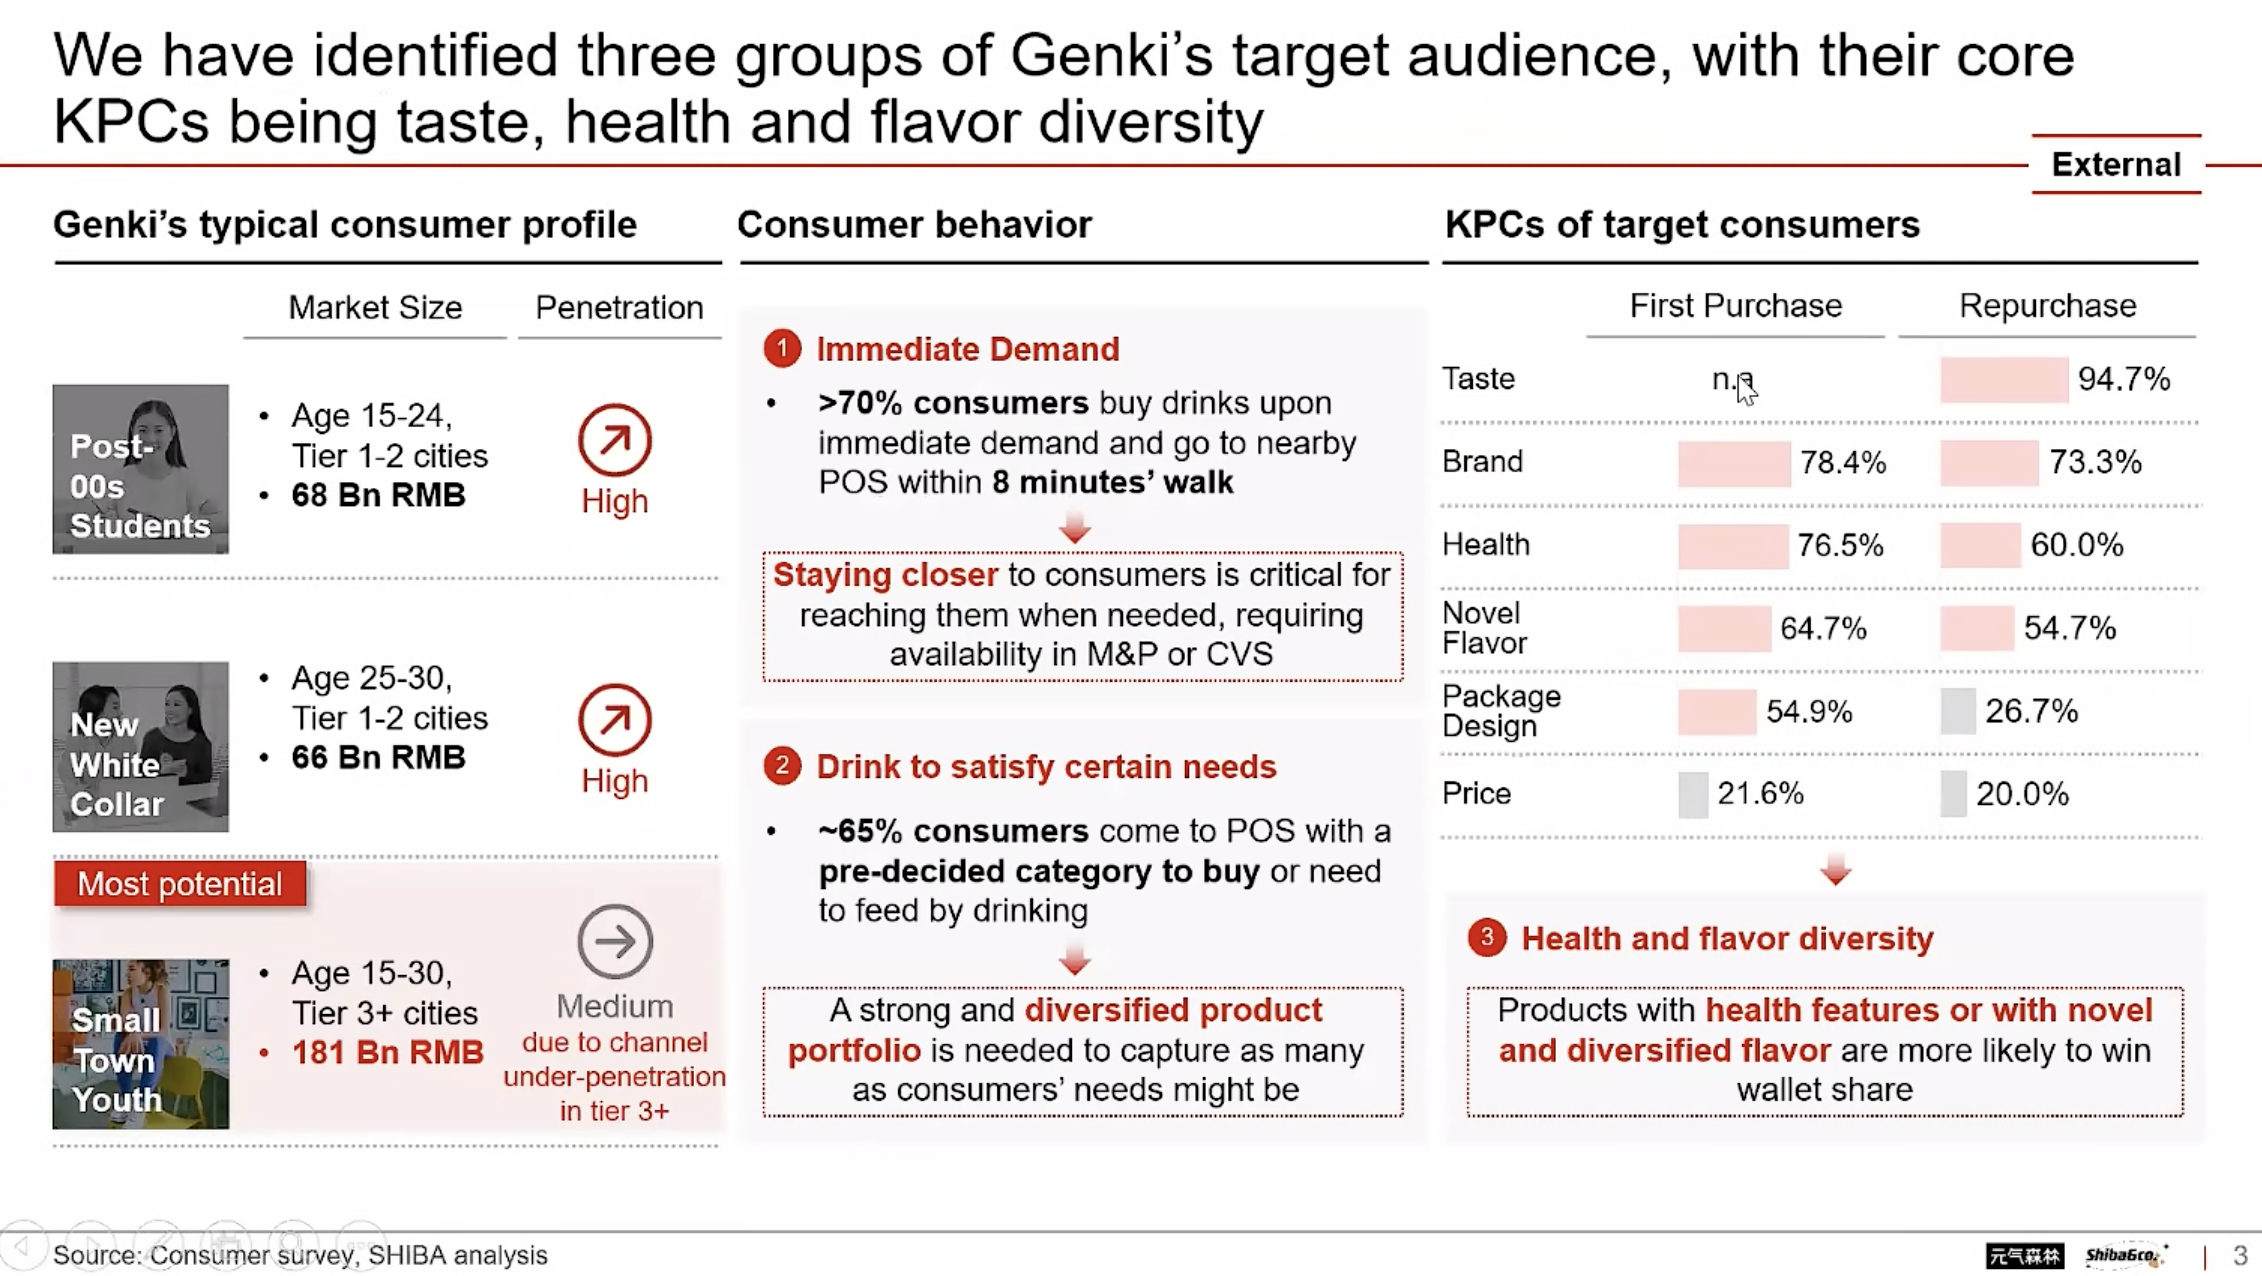 We have identified three groups of Genki’s target audience, with their core
KPCs being taste, health and flavor diversity
External
Genki’s typical consumer profile
Market Size
Penetration
Post-
00s
Students
• Age 15-24,
Tier 1-2 cities
• 68 Bn RMB
High
New
White
Collar
• Age 25-30,
Tier 1-2 cities
• 66 Bn RMB
High
Most potential
Small
Town
Youth
• Age 15-30,
Tier 3+ cities
• 181 Bn RMB
Medium
due to channel
under-penetration
in tier 3+
Consumer behavior
1 Immediate Demand
• >70% consumers buy drinks upon
immediate demand and go to nearby
POS within 8 minutes’ walk
Staying closer to consumers is critical for
reaching them when needed, requiring
availability in M&P or CVS
2 Drink to satisfy certain needs
• ~65% consumers come to POS with a
pre-decided category to buy or need
to feed by drinking
A strong and diversified product
portfolio is needed to capture as many
as consumers’ needs might be
KPCs of target consumers
First Purchase
Repurchase
Taste n.a 94.7%
Brand 78.4% 73.3%
Health 76.5% 60.0%
Novel
Flavor 64.7% 54.7%
Package
Design 54.9% 26.7%
Price 21.6% 20.0%
3 Health and flavor diversity
Products with health features or with novel
and diversified flavor are more likely to win
wallet share
Source: Consumer survey, SHIBA analysis
元气森林
Shiba&co.
3